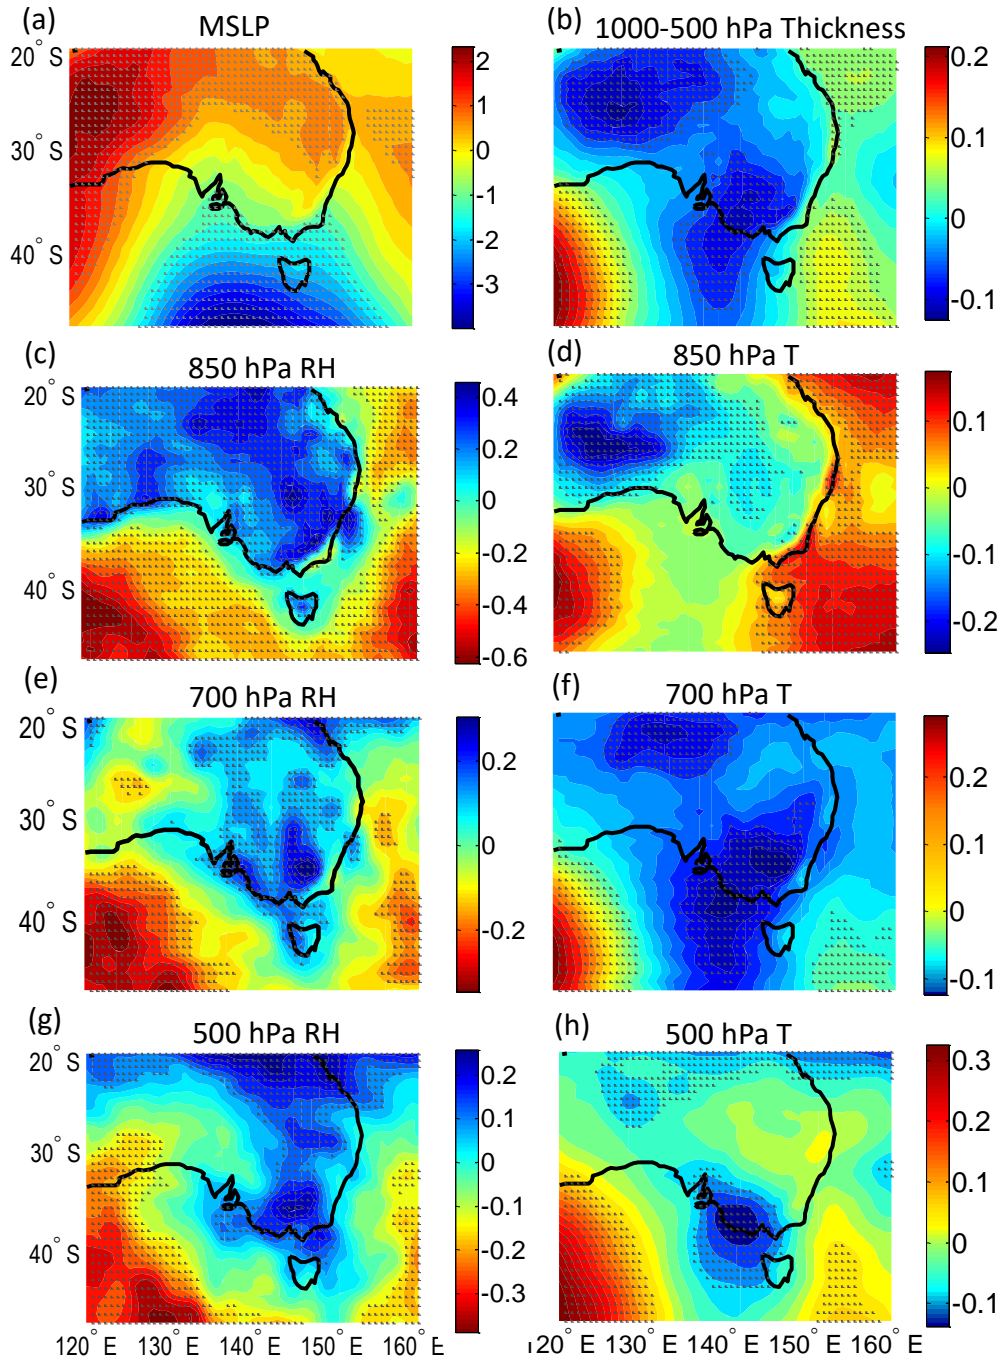 (a) MSLP
(b) 1000-500 hPa Thickness
20° S
30° S
40° S
2
1
0
-1
-2
-3
0.2
0.1
0
-0.1
(c) 850 hPa RH
(d) 850 hPa T
20° S
30° S
40° S
0.4
0.2
0
-0.2
-0.4
-0.6
0.1
0
-0.1
-0.2
(e) 700 hPa RH
(f) 700 hPa T
20° S
30° S
40° S
0.2
0
-0.2
0.2
0.1
0
-0.1
(g) 500 hPa RH
(h) 500 hPa T
20° S
30° S
40° S
0.2
0.1
0
-0.1
-0.2
-0.3
0.3
0.2
0.1
0
-0.1
120° E 130° E 140° E 150° E 160° E
120° E 130° E 140° E 150° E 160° E